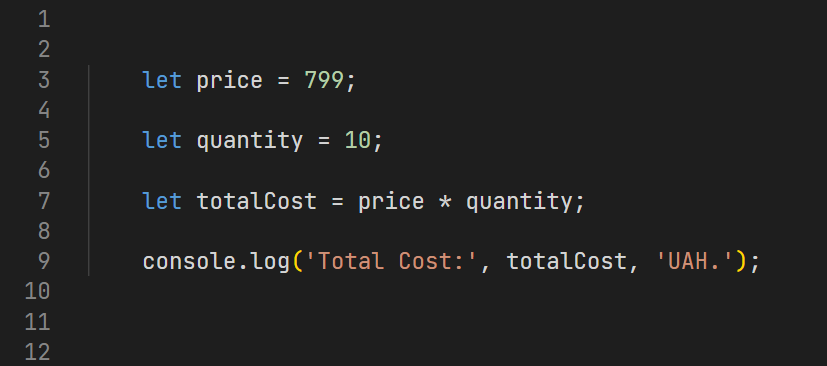 1
2
3 let price = 799;
4
5 let quantity = 10;
6
7 let totalCost = price * quantity;
8
9 console.log('Total Cost:', totalCost, 'UAH.');
10
11
12